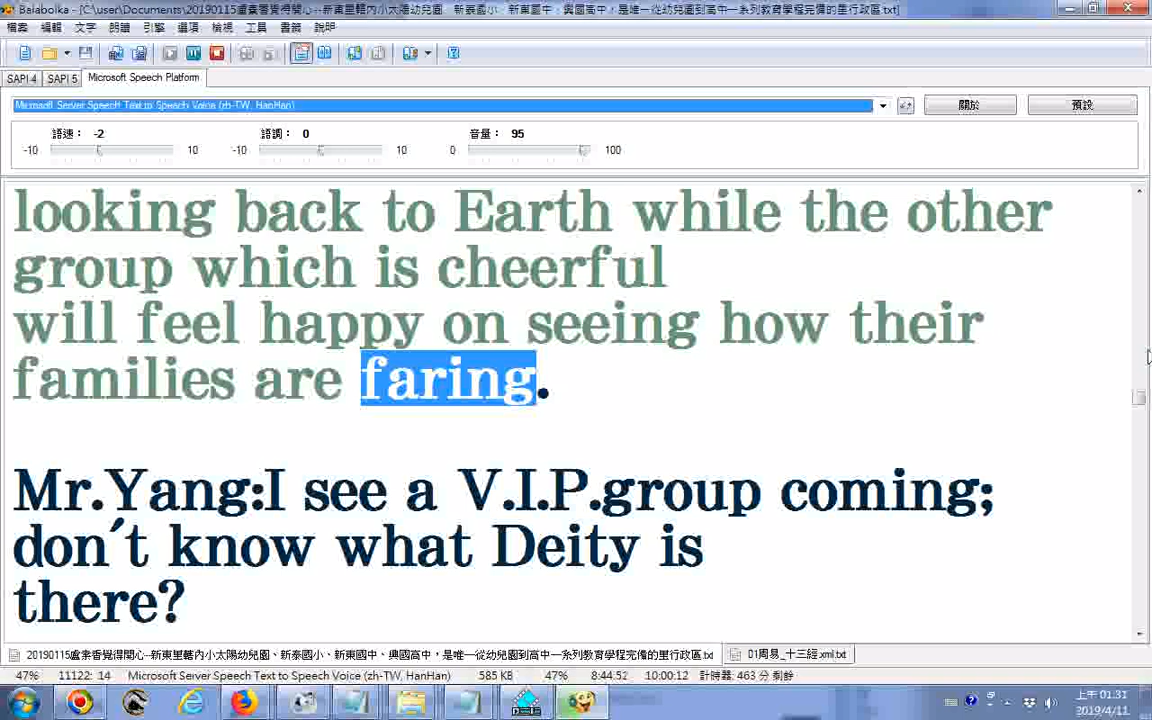 Balabolka - [C:\user\Documents\20190115盧素香覺得開心--新東里轄內小太陽幼兒園、新泰國小、新東國中、興國高中，是唯一從幼兒園到高中一系列教育學程完備的里行政區.txt]
檔案 編輯 文字 朗讀 引擎 選項 檢視 工具 書籤 說明
SAPI 4 SAPI 5 Microsoft Speech Platform
Microsoft Server Speech Text to Speech Voice (zh-TW, HanHan) 關於 預設
語速： -2 語調： 0 音量： 95
-10 10 -10 10 0 100
looking back to Earth while the other
group which is cheerful
will feel happy on seeing how their
families are faring.
Mr.Yang:I see a V.I.P.group coming;
don't know what Deity is
there?
20190115盧素香覺得開心--新東里轄內小太陽幼兒園、新泰國小、新東國中、興國高中，是唯一從幼兒園到高中一系列教育學程完備的里行政區.txt 01周易_十三經.xml.txt
47% 11122: 14 Microsoft Server Speech Text to Speech Voice (zh-TW, HanHan) 585 KB 47% 8:44:52 10:00:12 計時器: 463 分 剩餘
上午 01:31
2019/4/11